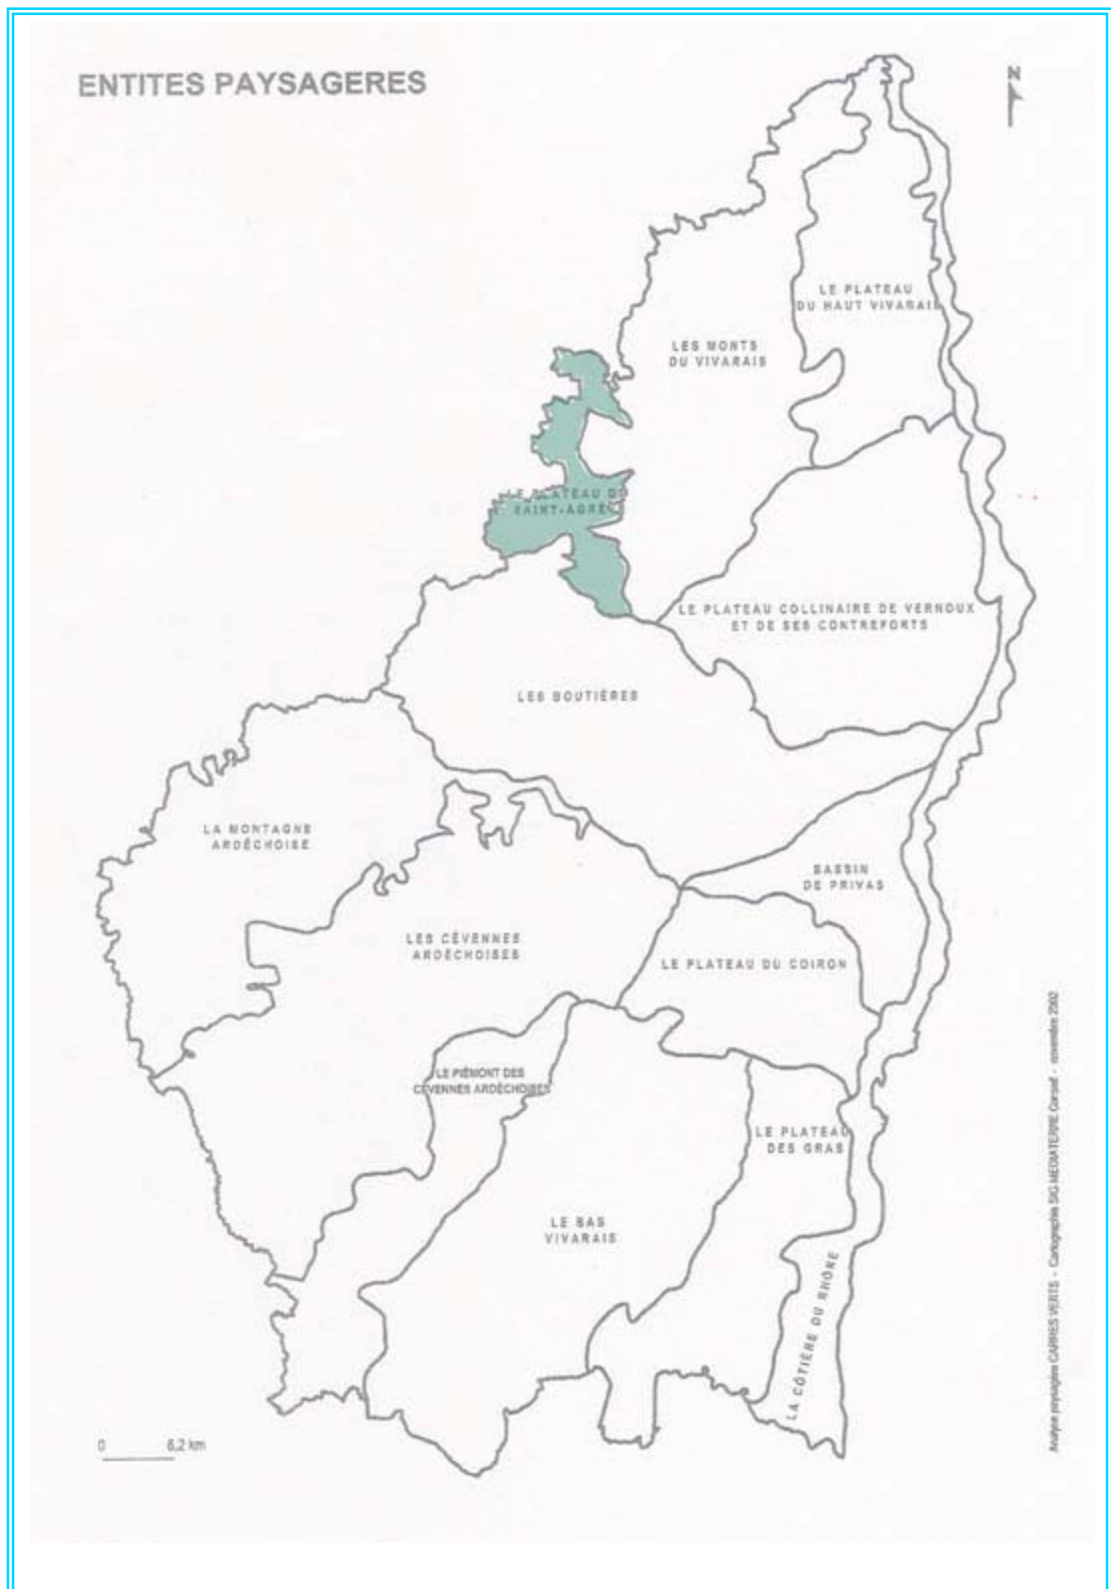 ENTITES PAYSAGERES
N
LE PLATEAU
DU HAUT VIVARAIS
LES MONTS
DU VIVARAIS
LE PLATEAU DE
SAINT-AGRÈVE
LE PLATEAU COLLINAIRE DE VERNOUX
ET DE SES CONTREFORTS
LES BOUTIÈRES
LA MONTAGNE
ARDÈCHOISE
BASSIN
DE PRIVAS
LES CÉVENNES
ARDÈCHOISES
LE PLATEAU DU COIRON
LE PIÉMONT DES
CÉVENNES ARDÈCHOISES
LE PLATEAU
DES GRAS
LE BAS
VIVARAIS
LA CÔTIÈRE DU RHÔNE
0 6,2 km
Analyse paysagère CARRES VERTS - Cartographie SIG MEDIATERRE Conseil - novembre 2002